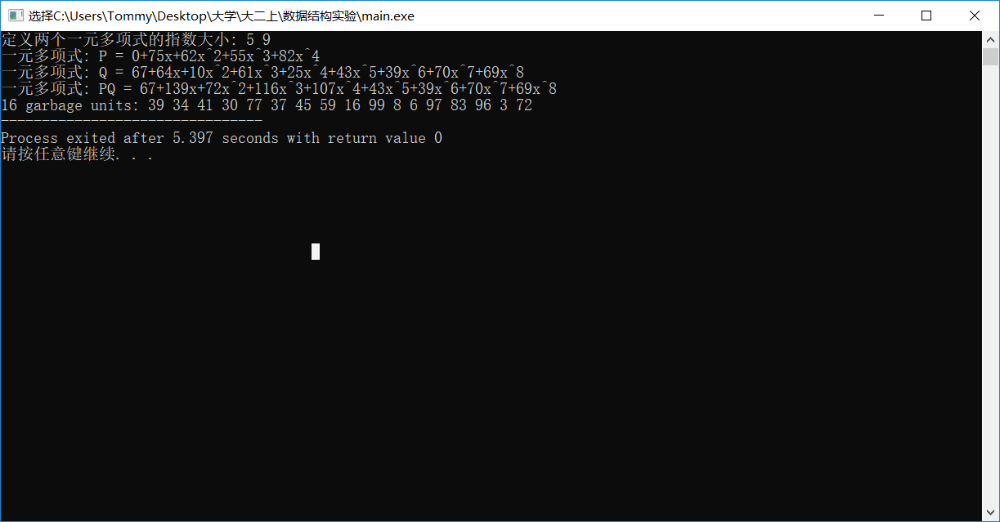 选择C:\Users\Tommy\Desktop\大学\大二上\数据结构实验\main.exe
定义两个一元多项式的指数大小: 5 9
一元多项式: P = 0+75x+62x^2+55x^3+82x^4
一元多项式: Q = 67+64x+10x^2+61x^3+25x^4+43x^5+39x^6+70x^7+69x^8
一元多项式: PQ = 67+139x+72x^2+116x^3+107x^4+43x^5+39x^6+70x^7+69x^8
16 garbage units: 39 34 41 30 77 37 45 59 16 99 8 6 97 83 96 3 72
--------------------------------
Process exited after 5.397 seconds with return value 0
请按任意键继续. . .